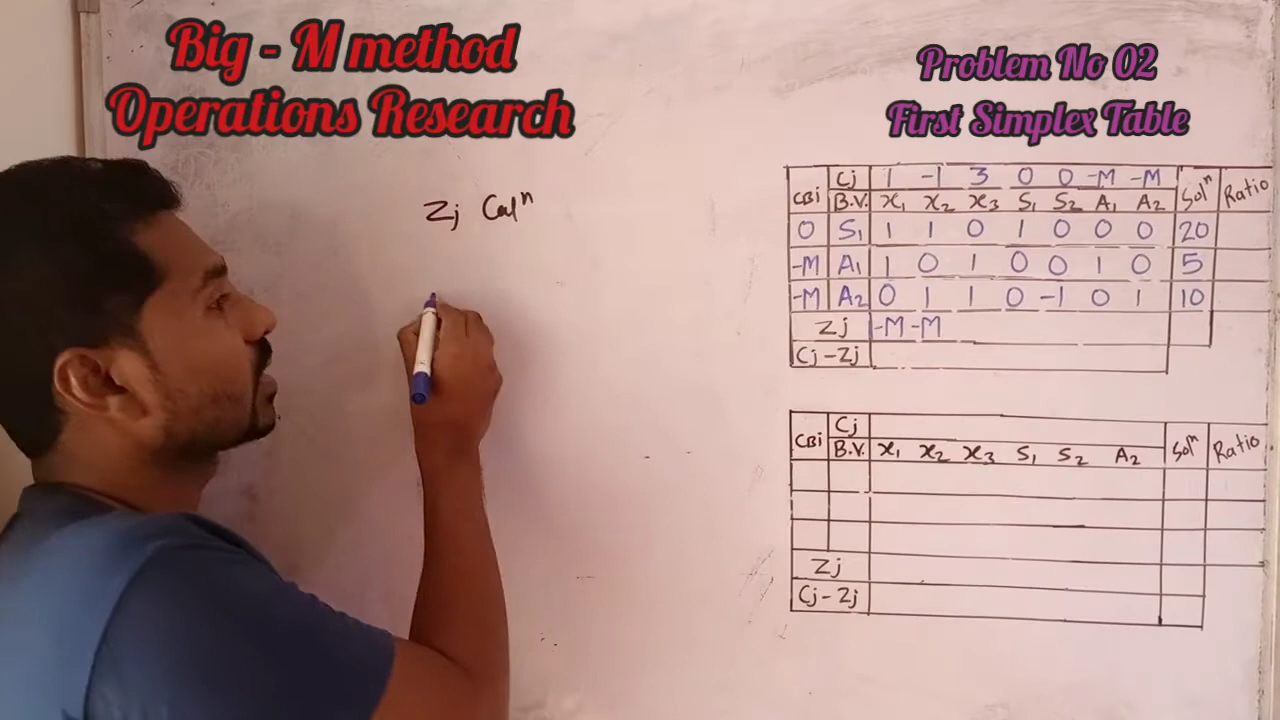 Big - M method
Operations Research
Problem No 02
First Simplex Table
Zj Calⁿ
CBi Cj 1 -1 3 0 0 -M -M Solⁿ Ratio
B.V. x₁ x₂ x₃ S₁ S₂ A₁ A₂
0 S₁ 1 1 0 1 0 0 0 20
-M A₁ 1 0 1 0 0 1 0 5
-M A₂ 0 1 1 0 -1 0 1 10
Zj -M -M
Cj - Zj
CBi Cj Solⁿ Ratio
B.V. x₁ x₂ x₃ S₁ S₂ A₂
Zj
Cj - Zj